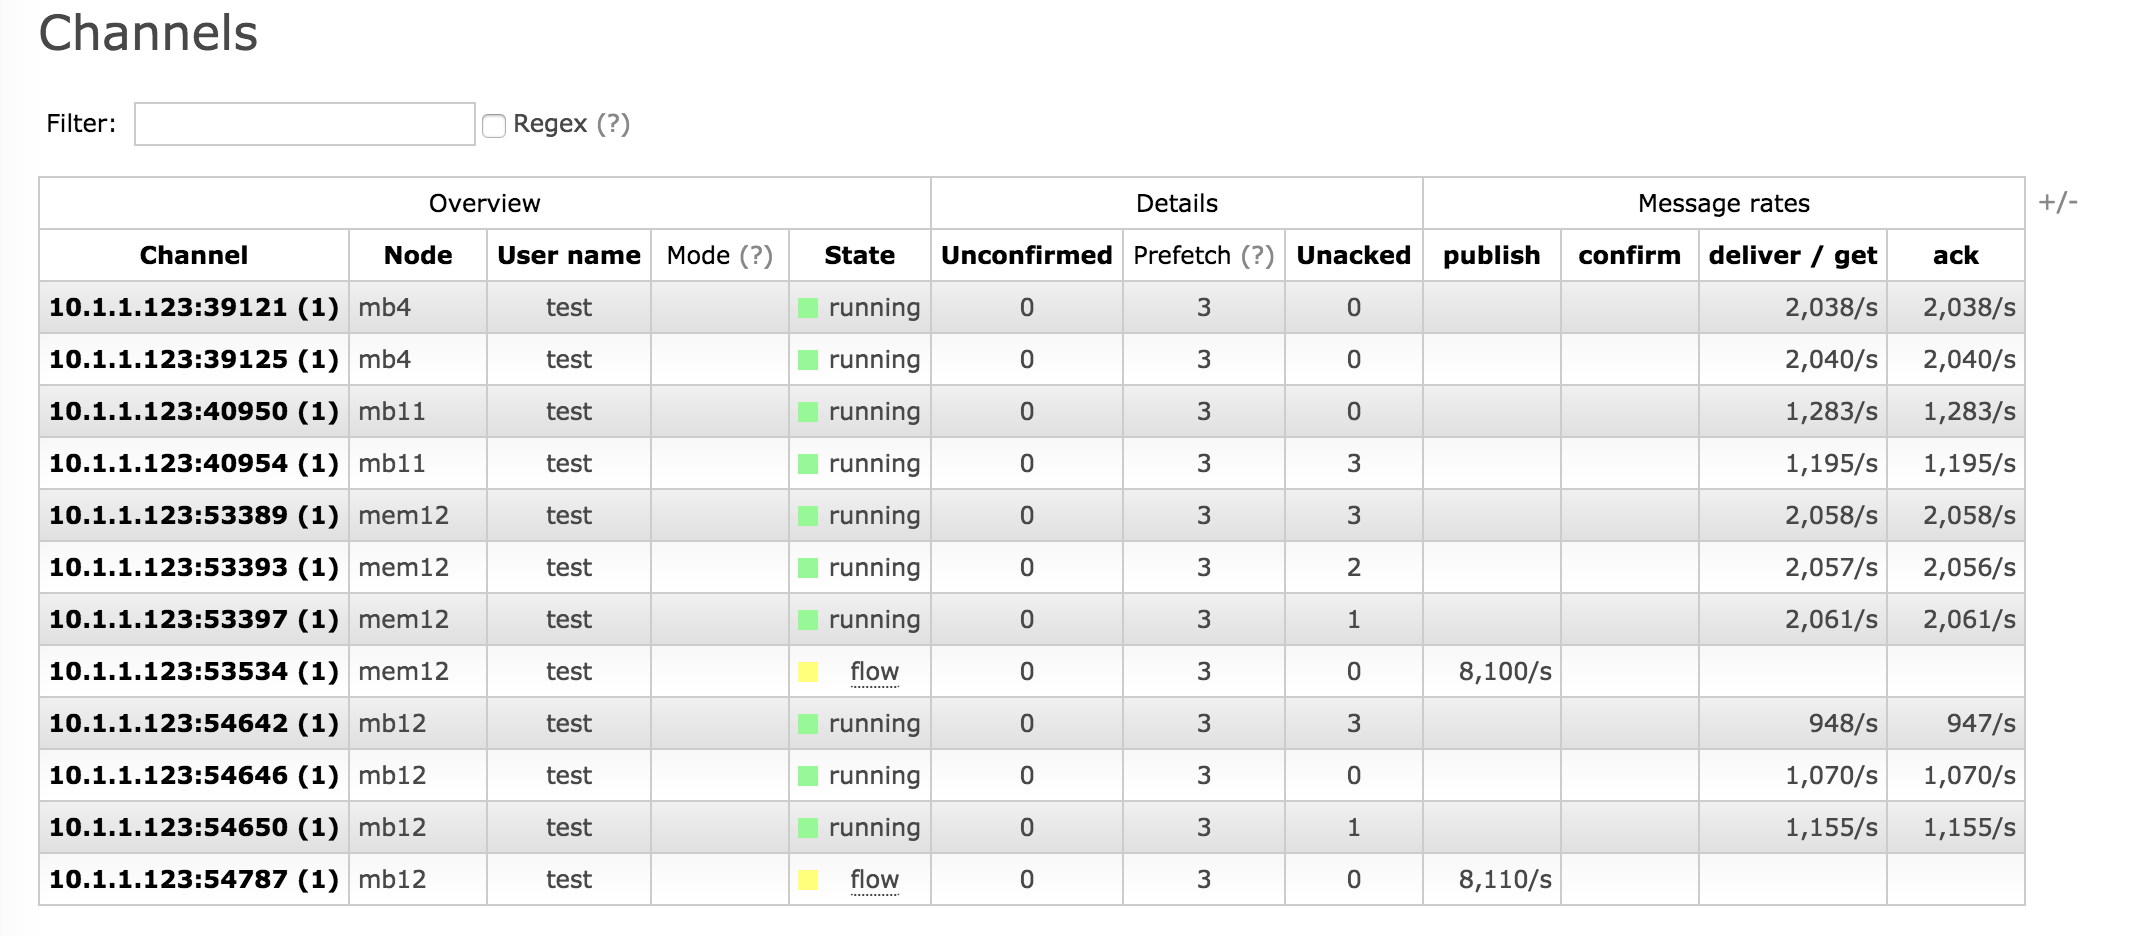 Channels
Filter: Regex (?)
Overview Details Message rates +/-
Channel Node User name Mode (?) State Unconfirmed Prefetch (?) Unacked publish confirm deliver / get ack
10.1.1.123:39121 (1) mb4 test running 0 3 0 2,038/s 2,038/s
10.1.1.123:39125 (1) mb4 test running 0 3 0 2,040/s 2,040/s
10.1.1.123:40950 (1) mb11 test running 0 3 0 1,283/s 1,283/s
10.1.1.123:40954 (1) mb11 test running 0 3 3 1,195/s 1,195/s
10.1.1.123:53389 (1) mem12 test running 0 3 3 2,058/s 2,058/s
10.1.1.123:53393 (1) mem12 test running 0 3 2 2,057/s 2,056/s
10.1.1.123:53397 (1) mem12 test running 0 3 1 2,061/s 2,061/s
10.1.1.123:53534 (1) mem12 test flow 0 3 0 8,100/s
10.1.1.123:54642 (1) mb12 test running 0 3 3 948/s 947/s
10.1.1.123:54646 (1) mb12 test running 0 3 0 1,070/s 1,070/s
10.1.1.123:54650 (1) mb12 test running 0 3 1 1,155/s 1,155/s
10.1.1.123:54787 (1) mb12 test flow 0 3 0 8,110/s